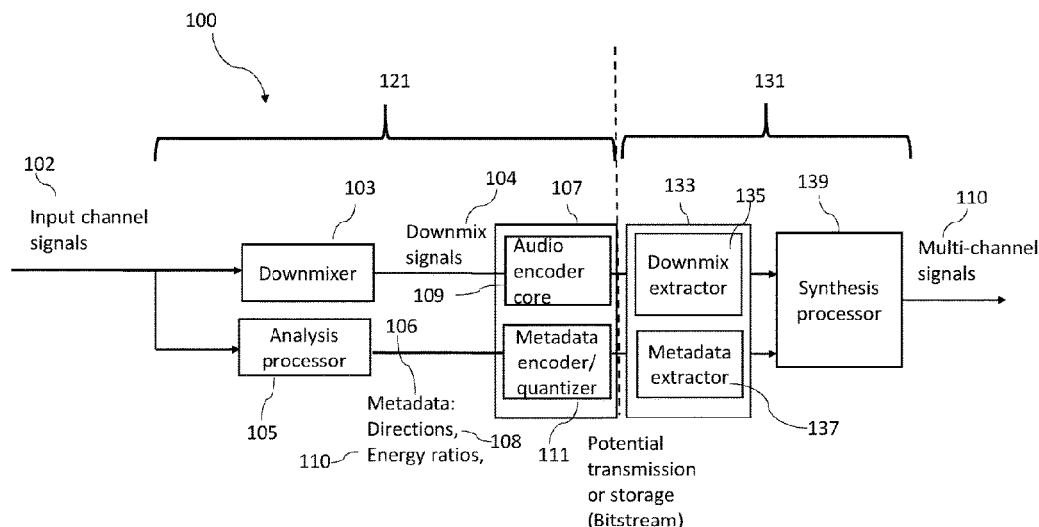 100
121
131
102
Input channel
signals
103
Downmixer
104
Downmix
signals
107
Audio
encoder
core
109
133
135
Downmix
extractor
139
Synthesis
processor
110
Multi-channel
signals
Analysis
processor
105
106
Metadata:
Directions,
108
Energy ratios,
110
Metadata
encoder/
quantizer
111
Metadata
extractor
137
Potential
transmission
or storage
(Bitstream)